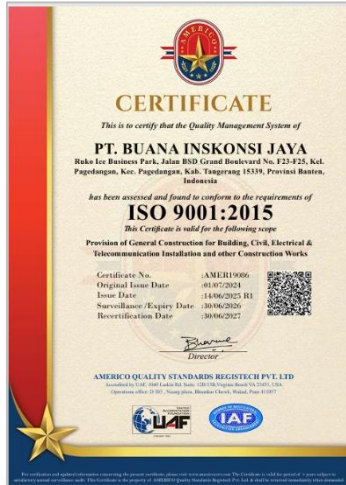 AMERICO
CERTIFICATE
This is to certify that the Quality Management System of
PT. BUANA INSKONSI JAYA
Ruko Ice Business Park, Jalan BSD Grand Boulevard No. F23-F25, Kel.
Pagedangan, Kec. Pagedangan, Kab. Tangerang 15339, Provinsi Banten,
Indonesia
has been assessed and found to conform to the requirements of
ISO 9001:2015
This Certificate is valid for the following scope
Provision of General Construction for Building, Civil, Electrical &
Telecommunication Installation and other Construction Works
Certificate No. :AMER19086
Original Issue Date :01/07/2024
Issue Date :14/06/2025 R1
Surveillance /Expiry Date :30/06/2026
Recertification Date :30/06/2027
Director
AMERICO QUALITY STANDARDS REGISTECH PVT. LTD
UAF
IAF